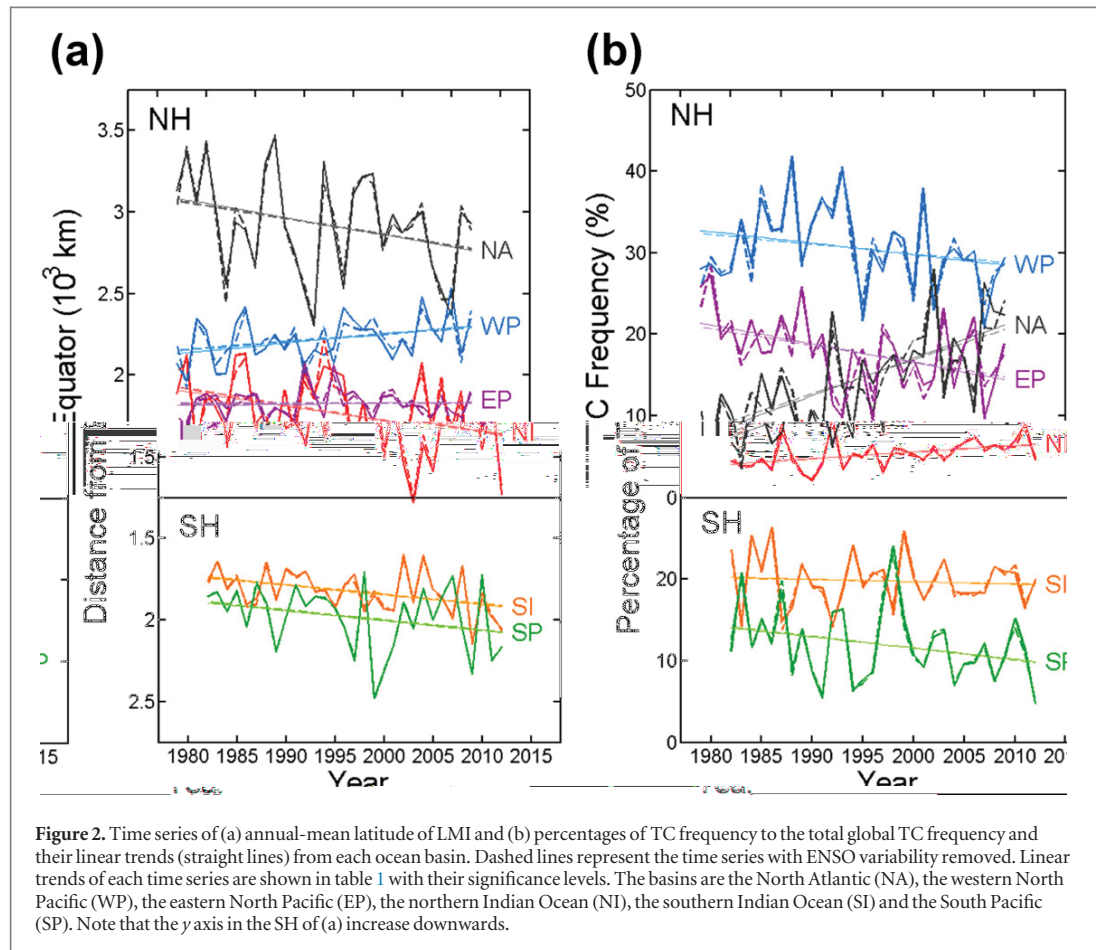 (a)
(b)
NH
3.5
3
2.5
2
Equator (10³ km)
NA
WP
EP
NI
Distance from
SH
1.5
2
2.5
SI
SP
1980 1985 1990 1995 2000 2005 2010 2015
Year
15
P
NH
50
40
30
20
10
0
C Frequency (%)
WP
NA
EP
NI
Percentage of
SH
20
10
0
SI
SP
1980 1985 1990 1995 2000 2005 2010 201
Year
Figure 2. Time series of (a) annual-mean latitude of LMI and (b) percentages of TC frequency to the total global TC frequency and
their linear trends (straight lines) from each ocean basin. Dashed lines represent the time series with ENSO variability removed. Linear
trends of each time series are shown in table 1 with their significance levels. The basins are the North Atlantic (NA), the western North
Pacific (WP), the eastern North Pacific (EP), the northern Indian Ocean (NI), the southern Indian Ocean (SI) and the South Pacific
(SP). Note that the y axis in the SH of (a) increase downwards.